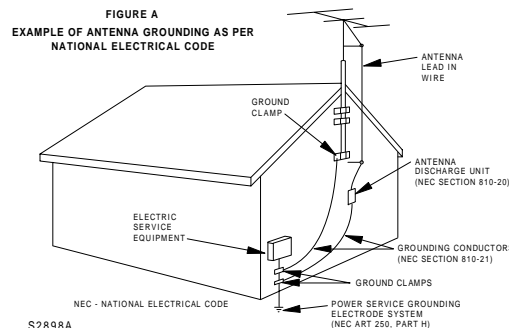 FIGURE A
EXAMPLE OF ANTENNA GROUNDING AS PER
NATIONAL ELECTRICAL CODE
ANTENNA
LEAD IN
WIRE
GROUND
CLAMP
ANTENNA
DISCHARGE UNIT
(NEC SECTION 810-20)
ELECTRIC
SERVICE
EQUIPMENT
GROUNDING CONDUCTORS
(NEC SECTION 810-21)
GROUND CLAMPS
NEC - NATIONAL ELECTRICAL CODE
POWER SERVICE GROUNDING
ELECTRODE SYSTEM
(NEC ART 250, PART H)
S2898A